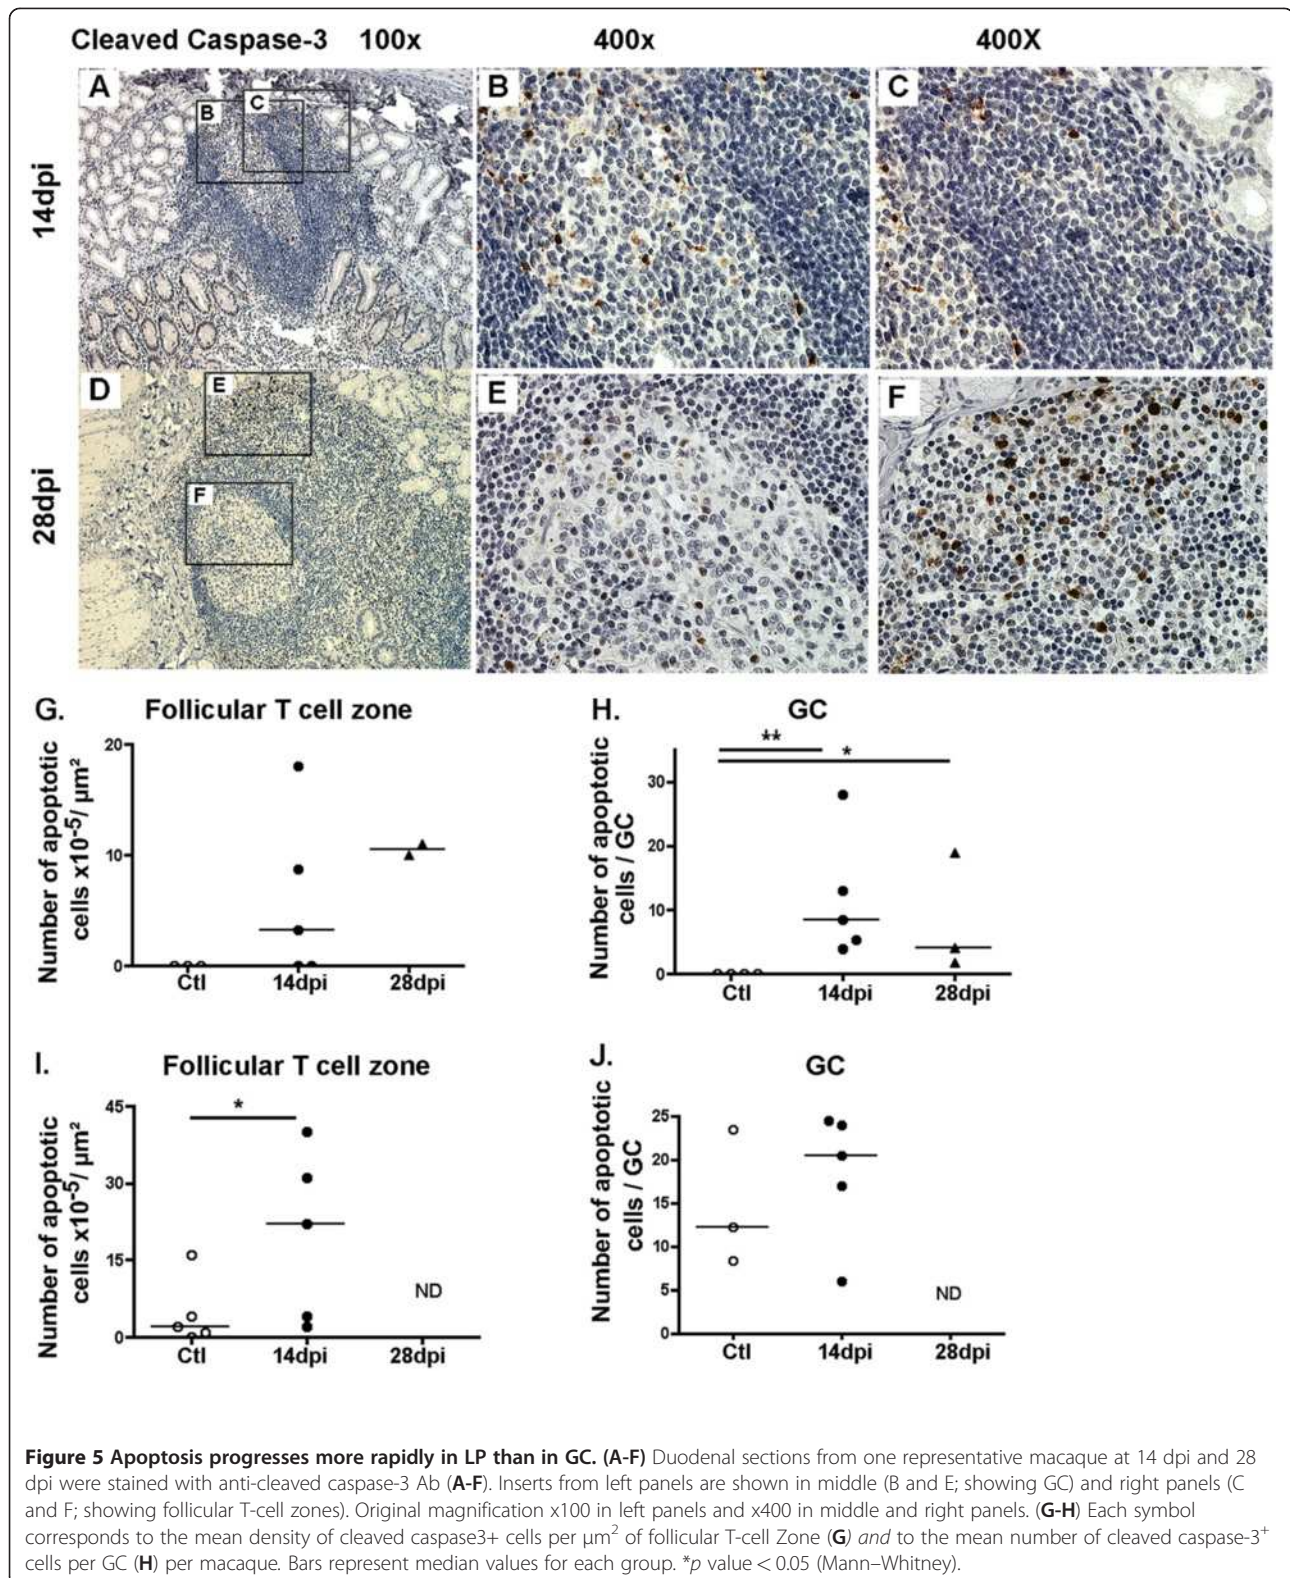 Cleaved Caspase-3 100x 400x 400X
14dpi
A
B
C
B
C
28dpi
D
E
F
E
F
G. Follicular T cell zone
Number of apoptotic
cells x10⁻⁵/ µm²
20
10
0
Ctl 14dpi 28dpi
H. GC
Number of apoptotic
cells / GC
**
*
30
20
10
0
Ctl 14dpi 28dpi
I. Follicular T cell zone
Number of apoptotic
cells x10⁻⁵/ µm²
*
45
30
15
0
ND
Ctl 14dpi 28dpi
J. GC
Number of apoptotic
cells / GC
25
20
15
10
5
0
ND
Ctl 14dpi 28dpi
Figure 5 Apoptosis progresses more rapidly in LP than in GC. (A-F) Duodenal sections from one representative macaque at 14 dpi and 28
dpi were stained with anti-cleaved caspase-3 Ab (A-F). Inserts from left panels are shown in middle (B and E; showing GC) and right panels (C
and F; showing follicular T-cell zones). Original magnification x100 in left panels and x400 in middle and right panels. (G-H) Each symbol
corresponds to the mean density of cleaved caspase3+ cells per µm² of follicular T-cell Zone (G) and to the mean number of cleaved caspase-3⁺
cells per GC (H) per macaque. Bars represent median values for each group. *p value < 0.05 (Mann–Whitney).